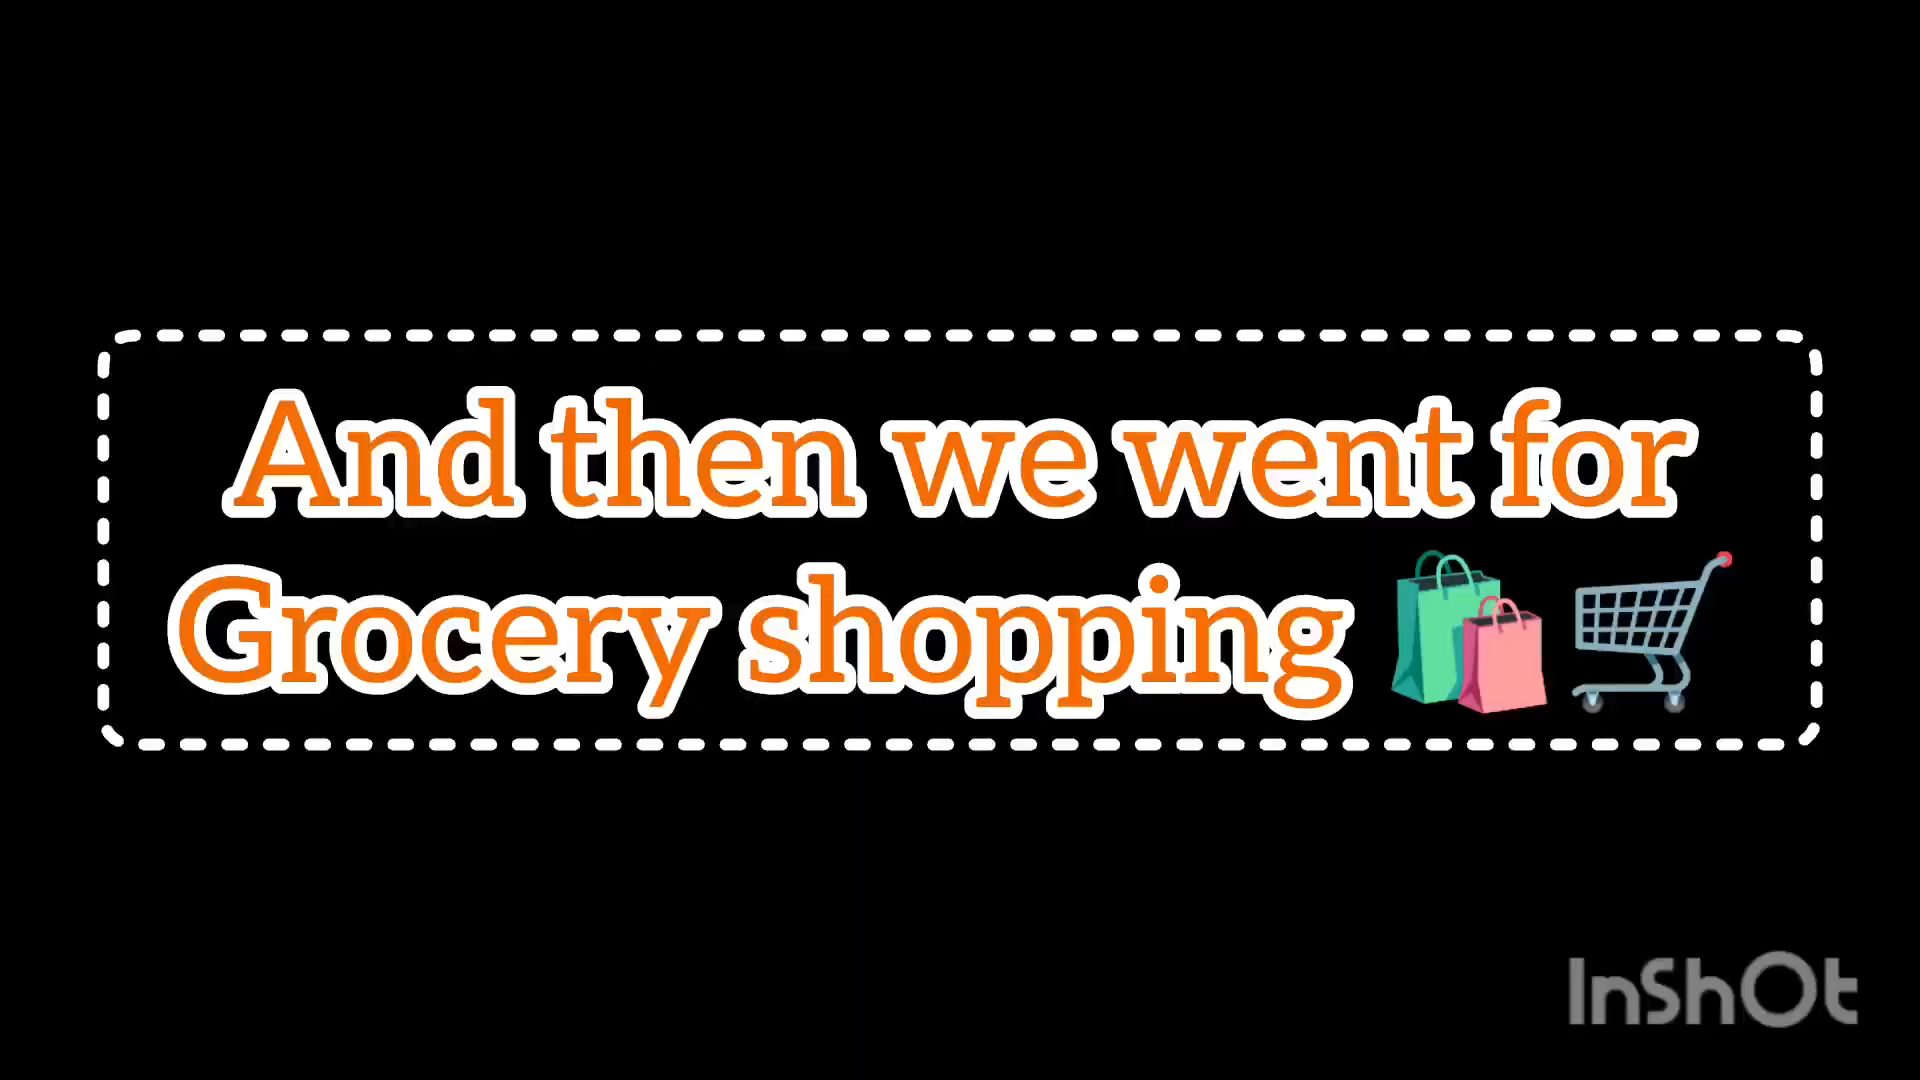 And then we went for
Grocery shopping 🛍️🛒
InShOt